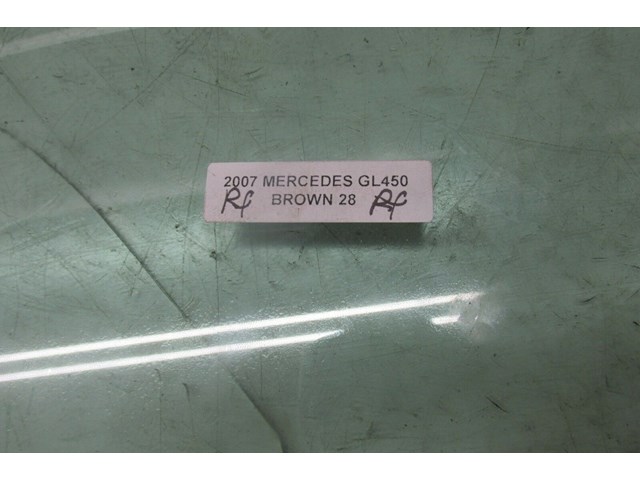 2007 MERCEDES GL450
RF BROWN 28 RF